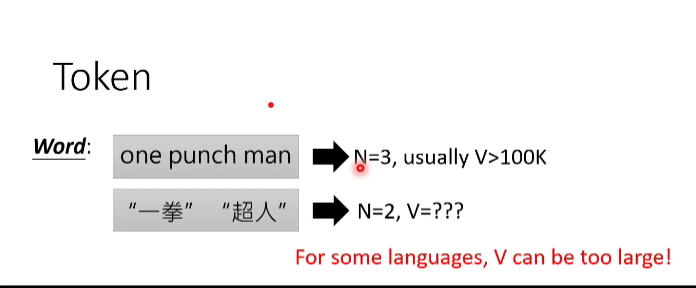 Token
Word: one punch man N=3, usually V>100K
"一拳" "超人" N=2, V=???
For some languages, V can be too large!